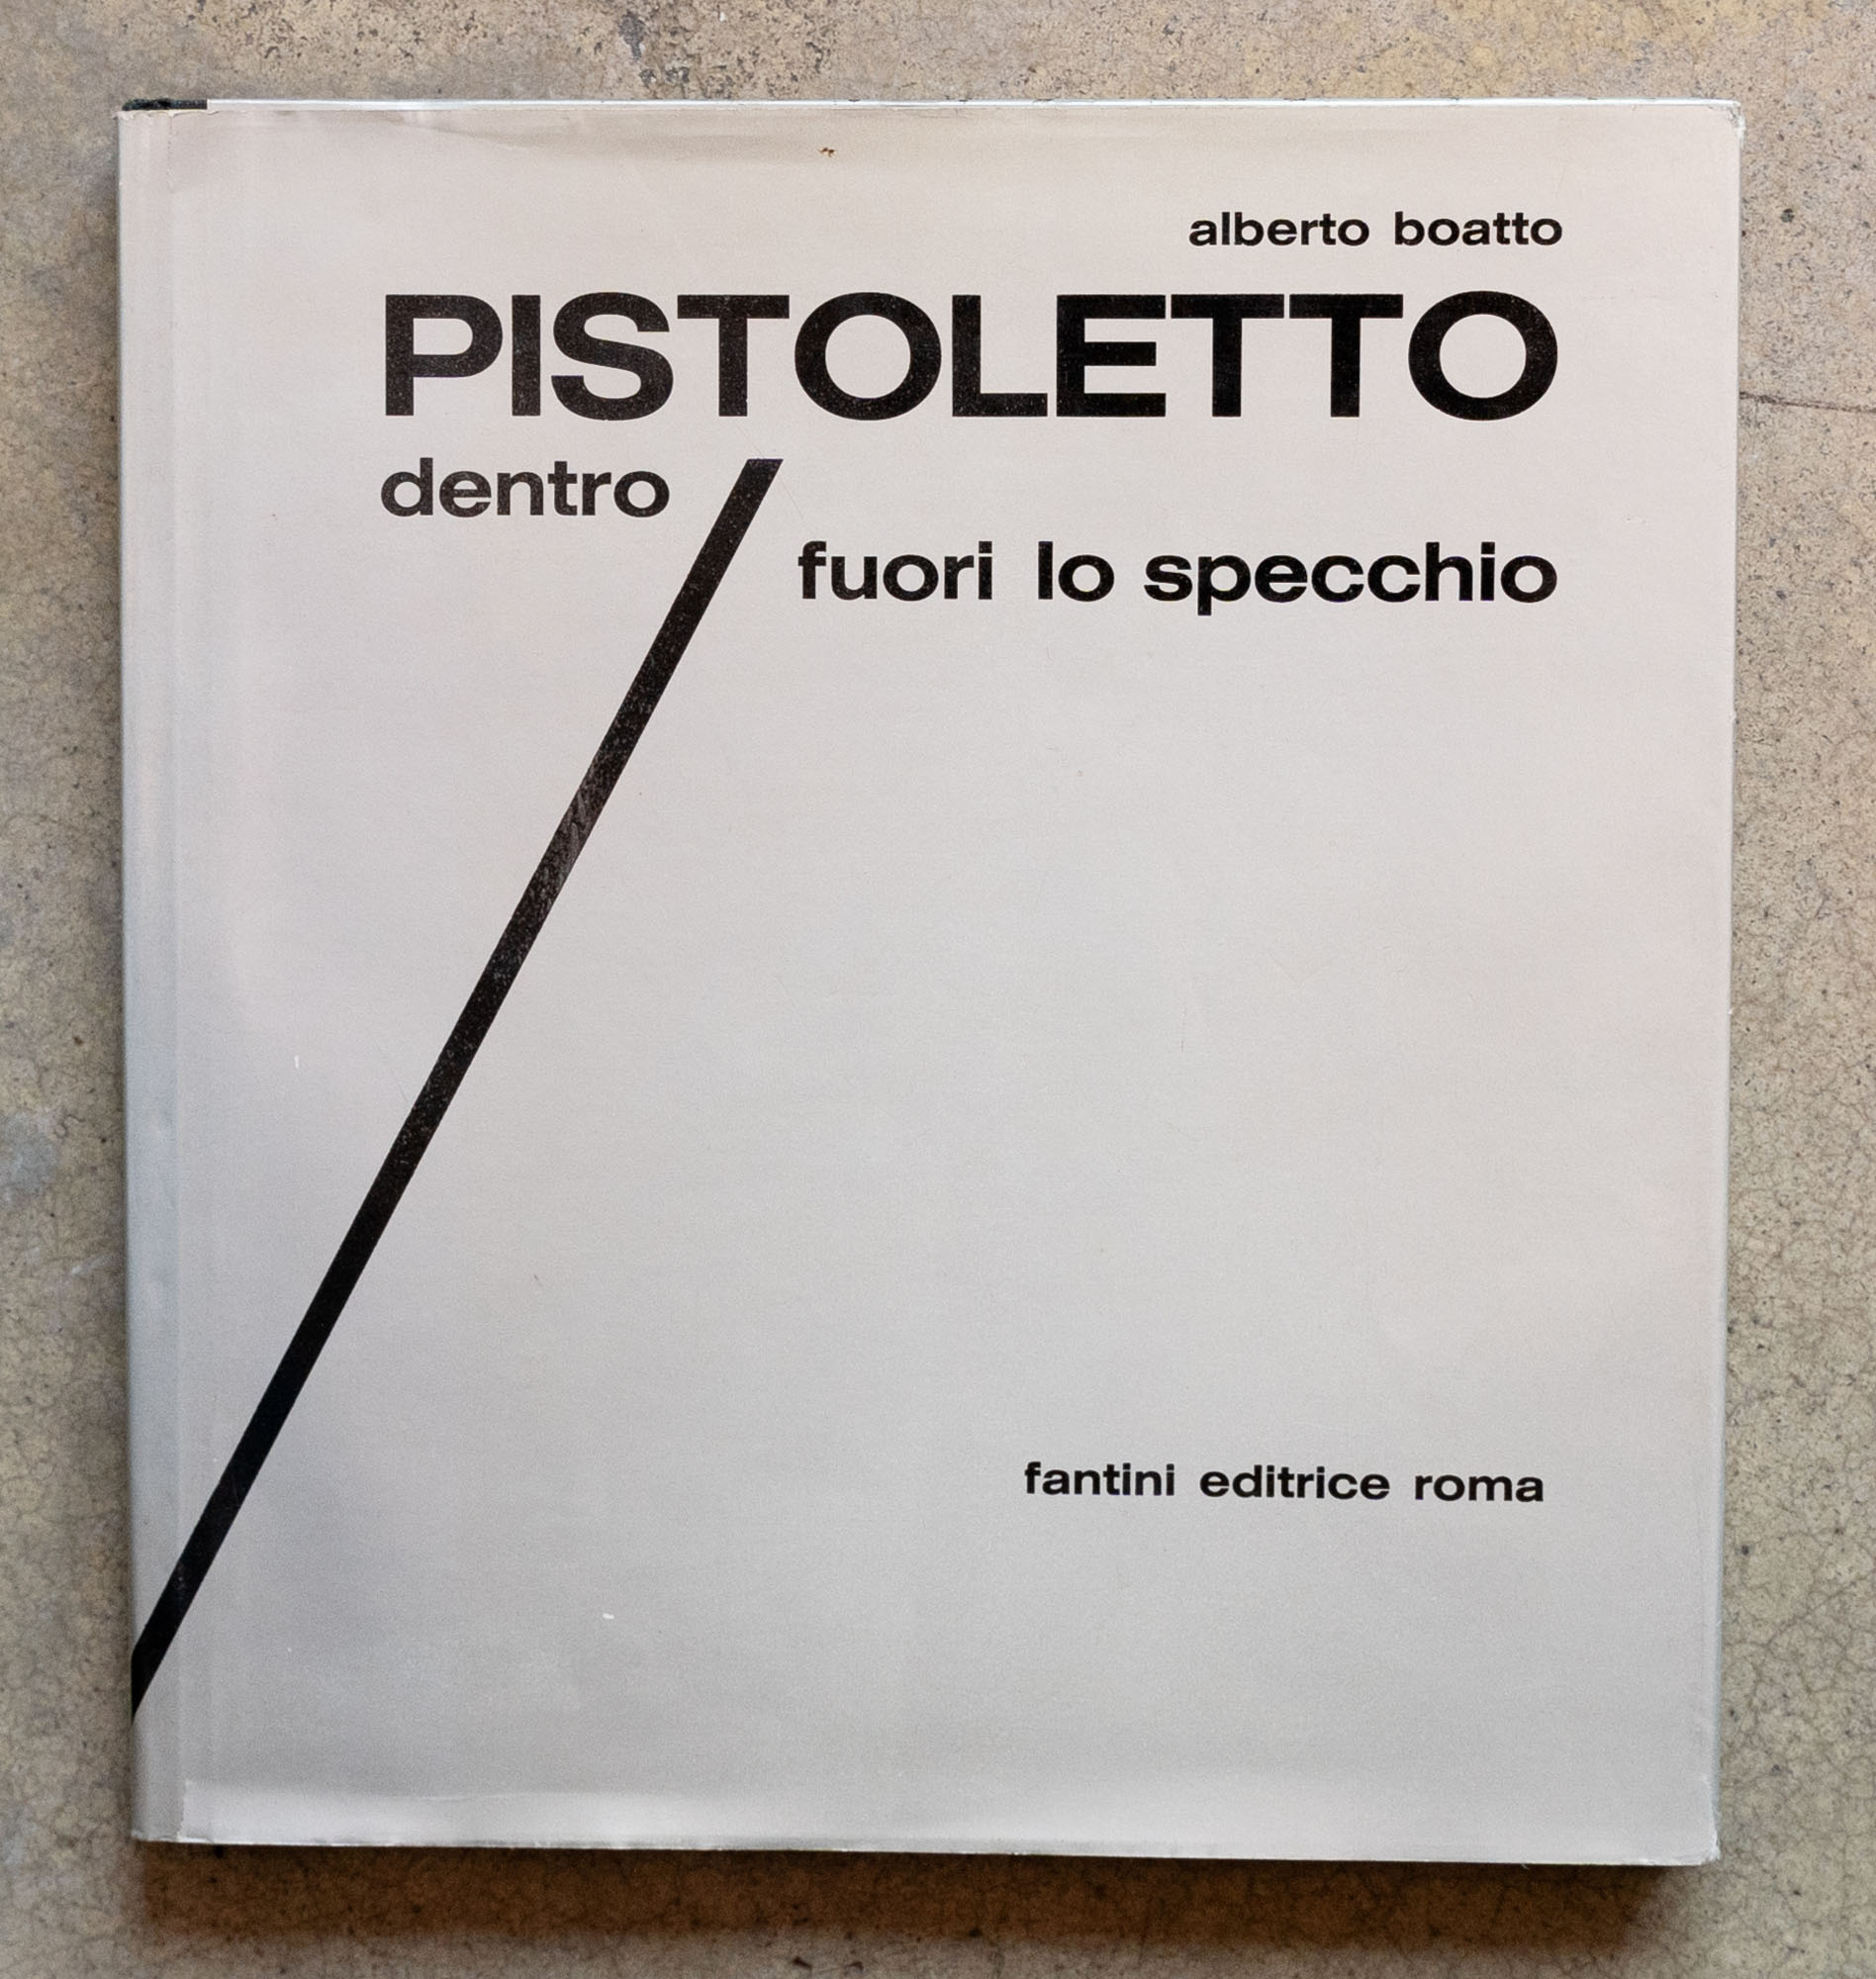 alberto boatto
PISTOLETTO
dentro /
fuori lo specchio
fantini editrice roma